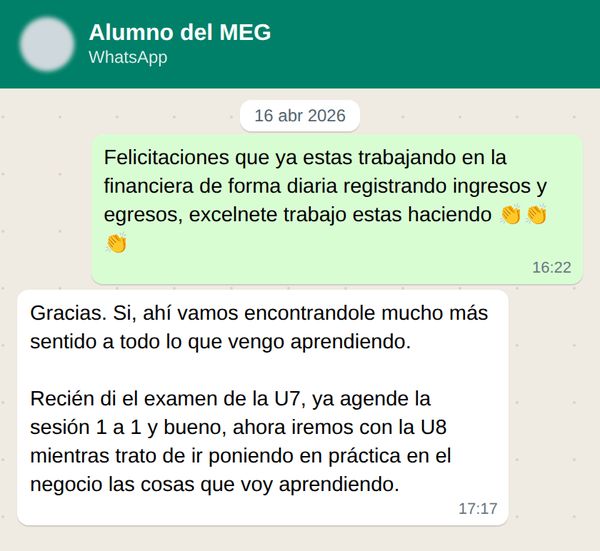 Alumno del MEG
WhatsApp
16 abr 2026
Felicitaciones que ya estas trabajando en la
financiera de forma diaria registrando ingresos y
egresos, excelnete trabajo estas haciendo 👏👏
👏
16:22
Gracias. Si, ahí vamos encontrandole mucho más
sentido a todo lo que vengo aprendiendo.
Recién di el examen de la U7, ya agende la
sesión 1 a 1 y bueno, ahora iremos con la U8
mientras trato de ir poniendo en práctica en el
negocio las cosas que voy aprendiendo.
17:17